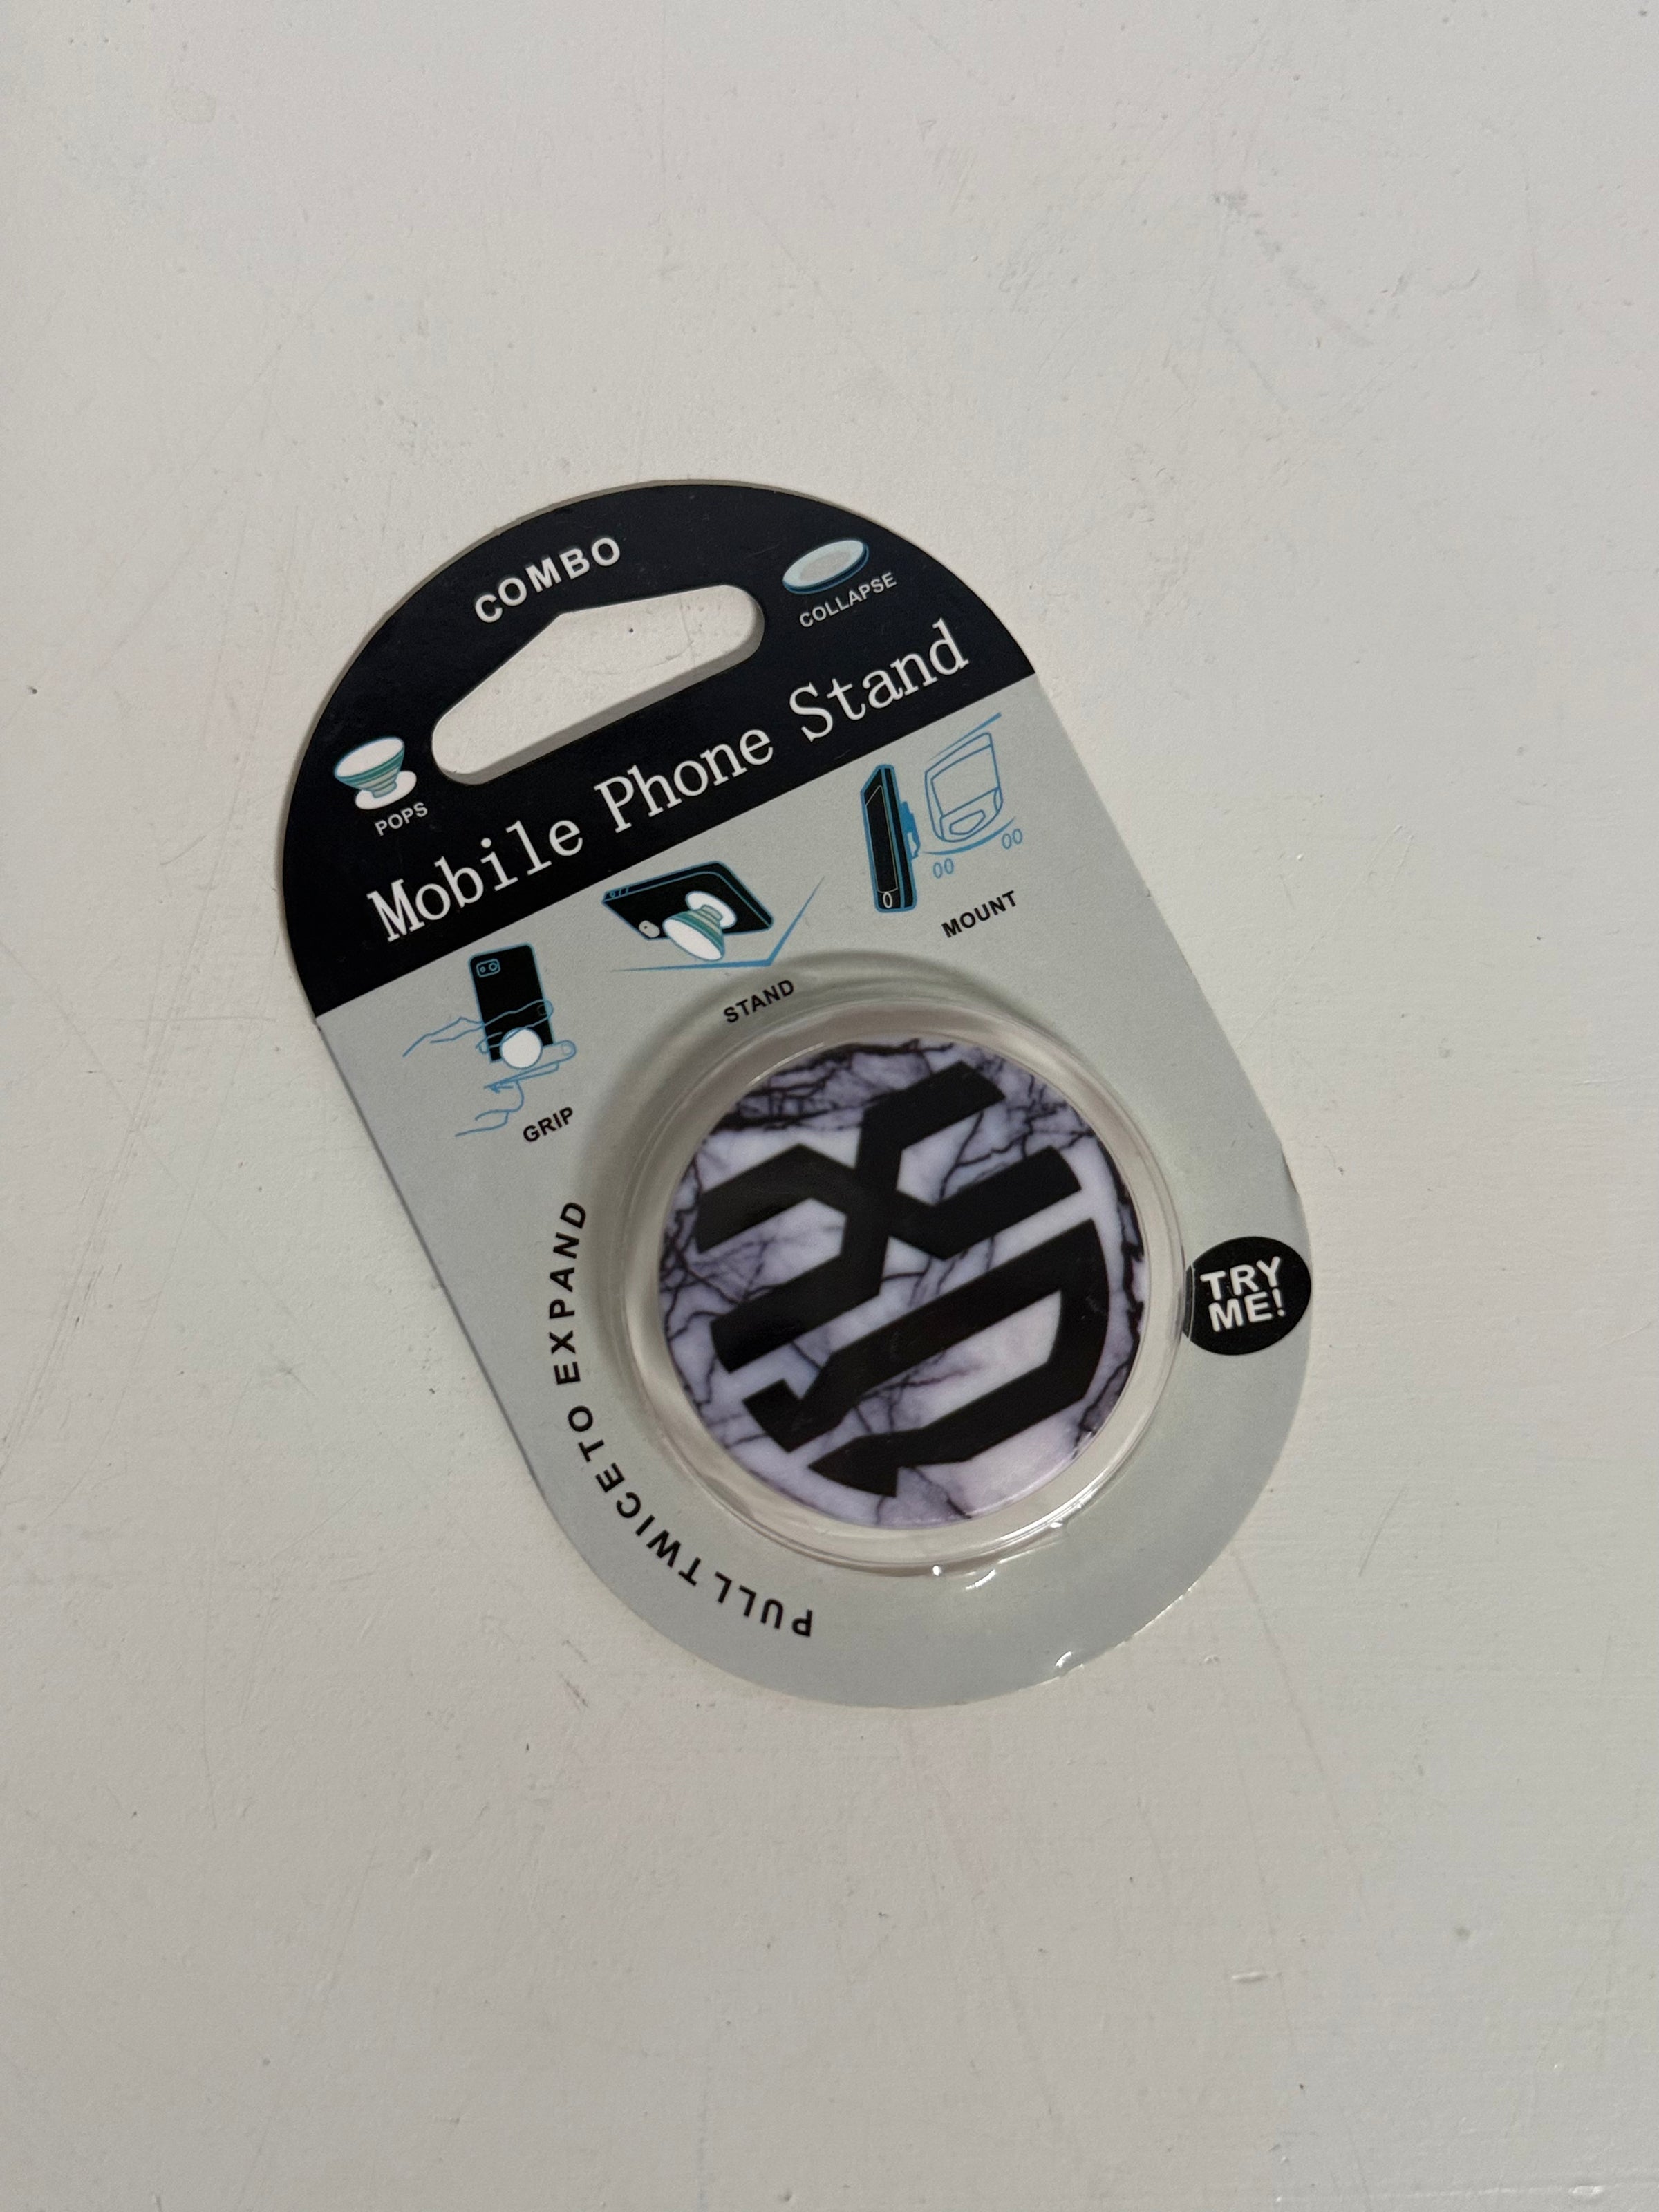 COMBO
COLLAPSE
POPS
Mobile Phone Stand
MOUNT
STAND
GRIP
PULL TWICE TO EXPAND
TRY
ME!